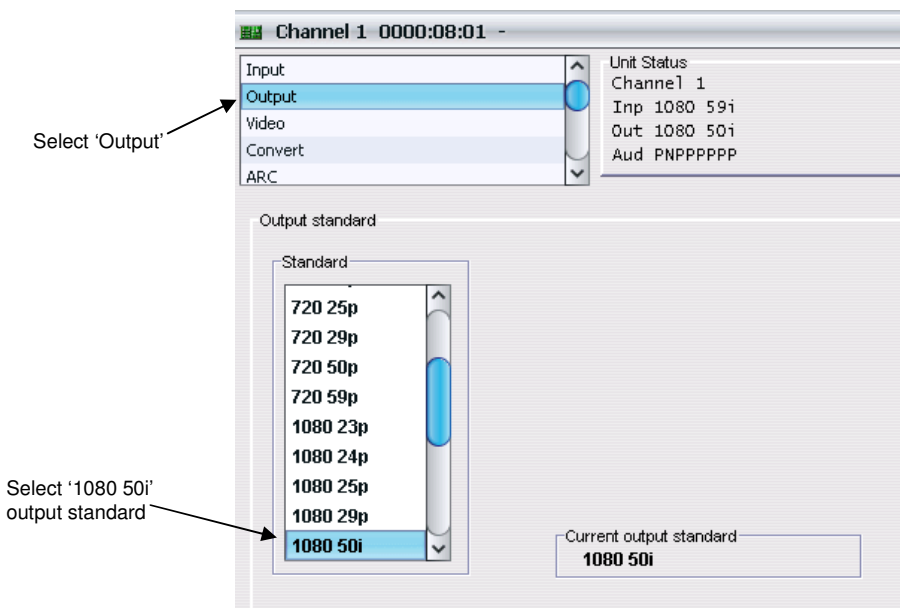 Channel 1 0000:08:01 -
Input
Output
Video
Convert
ARC
Unit Status
Channel 1
Inp 1080 59i
Out 1080 50i
Aud PNPPPPPP
Select ‘Output’
Output standard
Standard
720 25p
720 29p
720 50p
720 59p
1080 23p
1080 24p
1080 25p
1080 29p
1080 50i
Select ‘1080 50i’
output standard
Current output standard
1080 50i